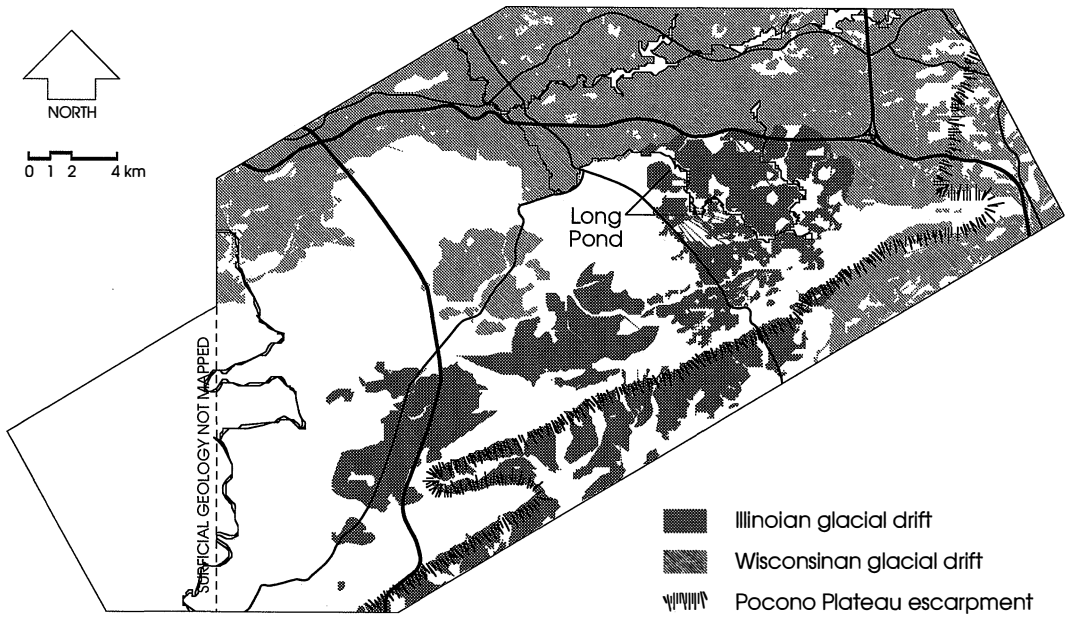 NORTH
0 1 2 4 km
Long
Pond
SURFICIAL GEOLOGY NOT MAPPED
Illinoian glacial drift
Wisconsinan glacial drift
Pocono Plateau escarpment